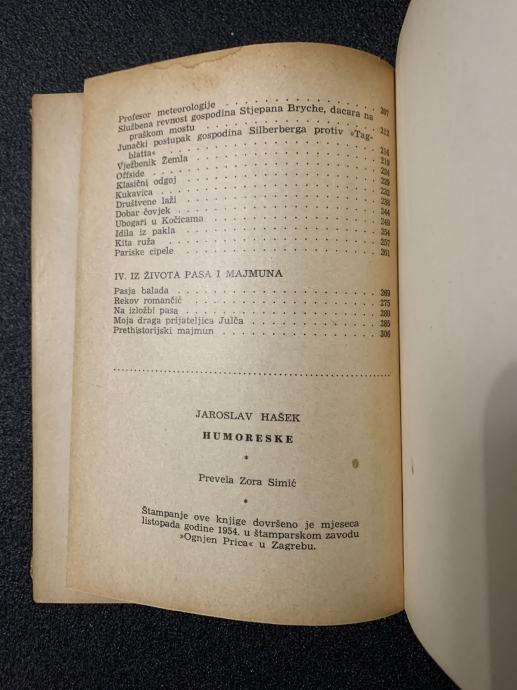 Profesor meteorologije . . . . . . . . . . . . . . 207
Službena revnost gospodina Stjepana Bryche, dacara na
praškom mostu . . . . . . . . . . . . . . 212
Junački postupak gospodina Silberberga protiv »Tag-
blatta« . . . . . . . . . . . . . . 214
Vježbenik Žemla . . . . . . . . . . . . . . 219
Offside . . . . . . . . . . . . . . 224
Klasični odgoj . . . . . . . . . . . . . . 229
Kukavica . . . . . . . . . . . . . . 232
Društvene laži . . . . . . . . . . . . . . 238
Dobar čovjek . . . . . . . . . . . . . . 244
Ubogari u Kočicama . . . . . . . . . . . . . . 249
Idila iz pakla . . . . . . . . . . . . . . 254
Kita ruža . . . . . . . . . . . . . . 257
Pariske cipele . . . . . . . . . . . . . . 261
IV. IZ ŽIVOTA PASA I MAJMUNA
Pasja balada . . . . . . . . . . . . . . 269
Rekov romančić . . . . . . . . . . . . . . 275
Na izložbi pasa . . . . . . . . . . . . . . 280
Moja draga prijateljica Julča . . . . . . . . . . . . . . 285
Prethistorijski majmun . . . . . . . . . . . . . . 306
JAROSLAV HAŠEK
HUMORESKE
*
Prevela Zora Simić
*
Štampanje ove knjige dovršeno je mjeseca
listopada godine 1954. u štamparskom zavodu
»Ognjen Prica« u Zagrebu.